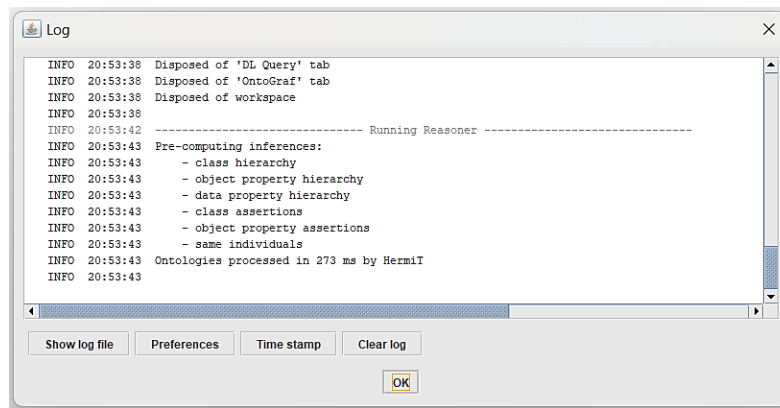 Log
INFO 20:53:38 Disposed of 'DL Query' tab
INFO 20:53:38 Disposed of 'OntoGraf' tab
INFO 20:53:38 Disposed of workspace
INFO 20:53:38
INFO 20:53:42 ------------------------------- Running Reasoner -------------------------------
INFO 20:53:43 Pre-computing inferences:
INFO 20:53:43 - class hierarchy
INFO 20:53:43 - object property hierarchy
INFO 20:53:43 - data property hierarchy
INFO 20:53:43 - class assertions
INFO 20:53:43 - object property assertions
INFO 20:53:43 - same individuals
INFO 20:53:43 Ontologies processed in 273 ms by HermiT
INFO 20:53:43
Show log file Preferences Time stamp Clear log
OK